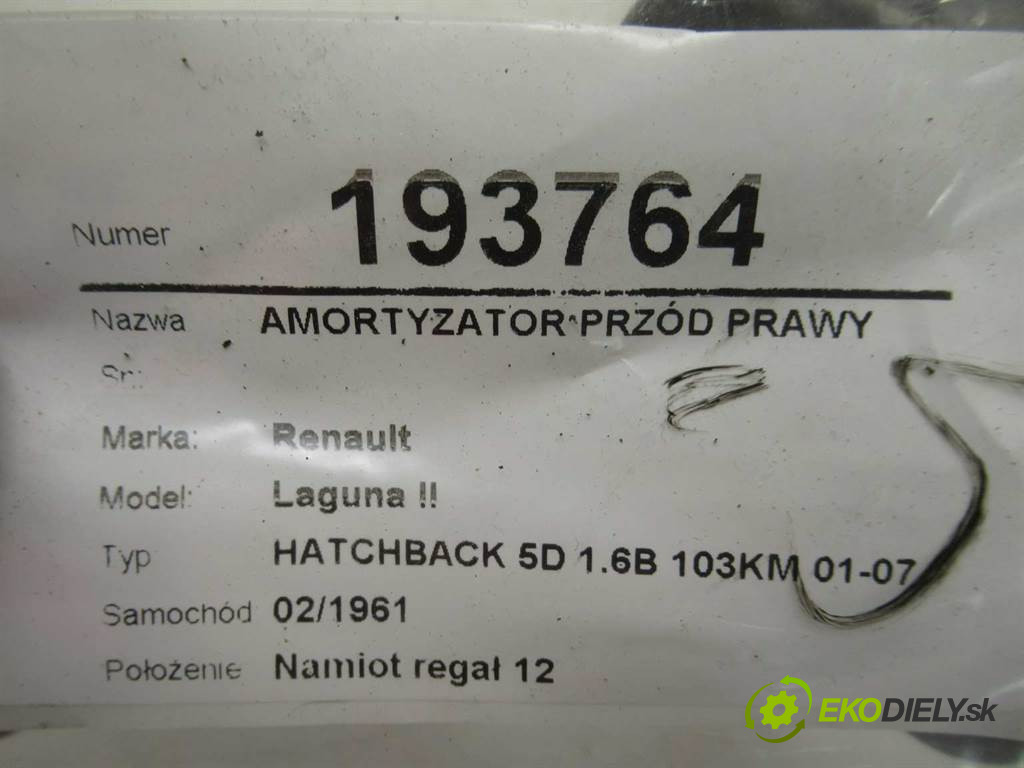 Numer 193764
Nazwa AMORTYZATOR PRZÓD PRAWY
Sr:
Marka: Renault
Model: Laguna !!
Typ HATCHBACK 5D 1.6B 103KM 01-07
Samochód 02/1961
Położenie Namiot regał 12
EKODIELY.sk